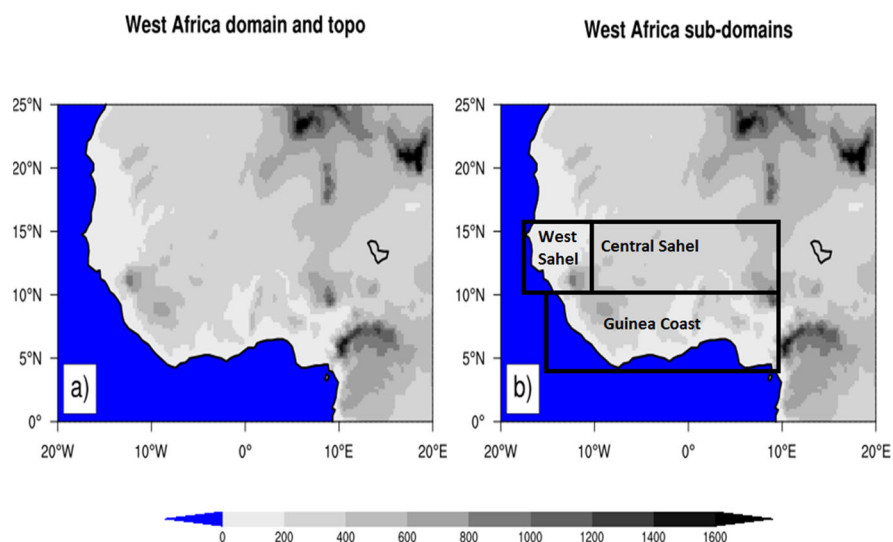 West Africa domain and topo
25°N
20°N
15°N
10°N
5°N
0°
20°W
10°W
0°
10°E
20°E
a)
West Africa sub-domains
25°N
20°N
15°N
10°N
5°N
0°
20°W
10°W
0°
10°E
20°E
West
Sahel
Central Sahel
Guinea Coast
b)
0 200 400 600 800 1000 1200 1400 1600